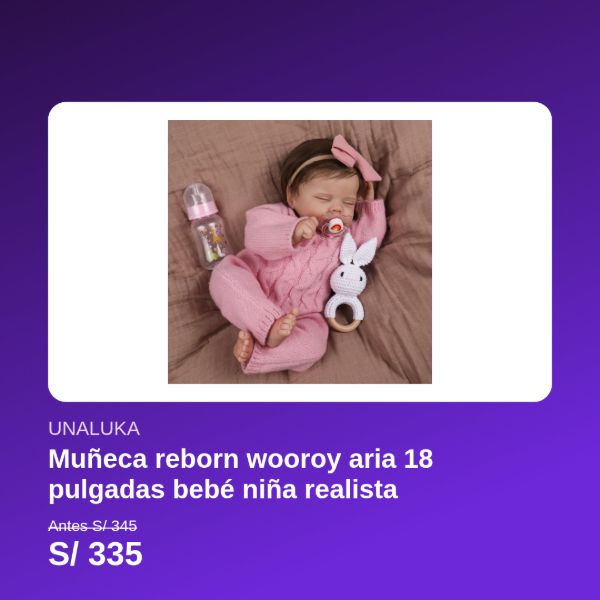 UNALUKA
Muñeca reborn wooroy aria 18
pulgadas bebé niña realista
Antes S/ 345
S/ 335